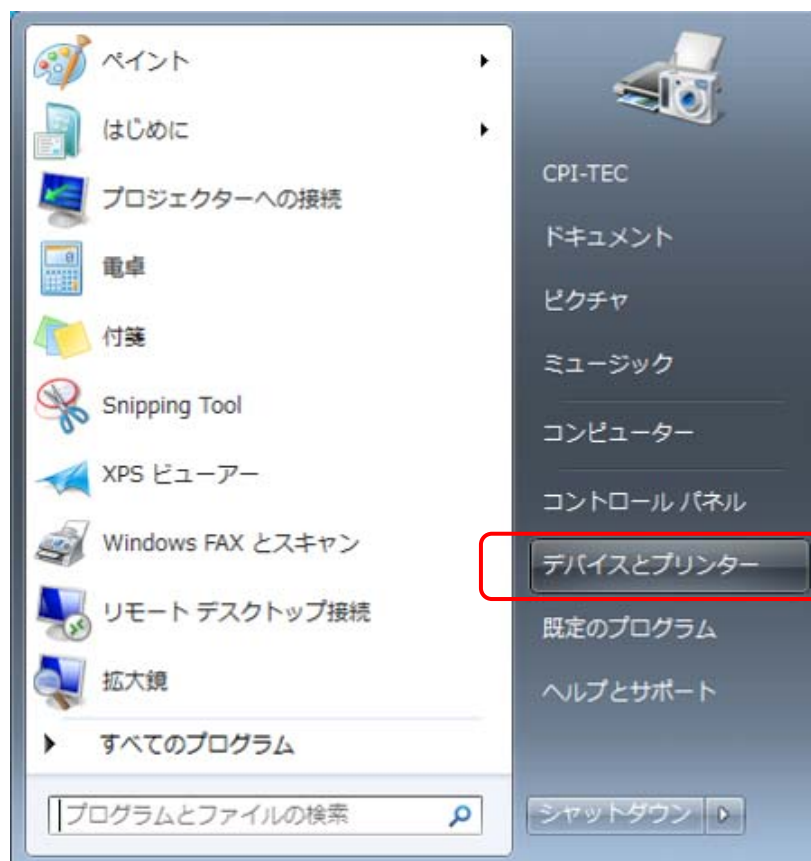 ペイント
はじめに
プロジェクターへの接続
電卓
付箋
Snipping Tool
XPS ビューアー
Windows FAX とスキャン
リモート デスクトップ接続
拡大鏡
すべてのプログラム
プログラムとファイルの検索
CPI-TEC
ドキュメント
ピクチャ
ミュージック
コンピューター
コントロール パネル
デバイスとプリンター
既定のプログラム
ヘルプとサポート
シャットダウン